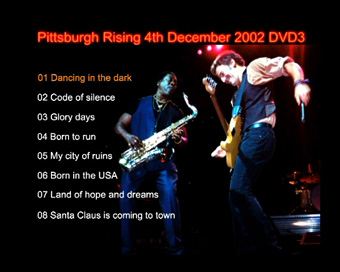 Pittsburgh Rising 4th December 2002 DVD3
01 Dancing in the dark
02 Code of silence
03 Glory days
04 Born to run
05 My city of ruins
06 Born in the USA
07 Land of hope and dreams
08 Santa Claus is coming to town